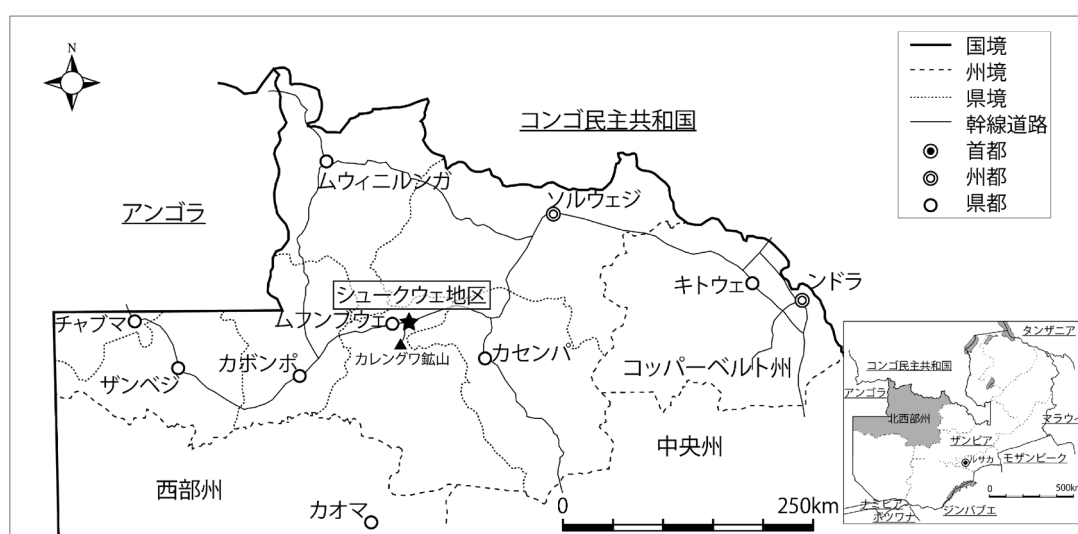 N
国境
州境
県境
幹線道路
首都
州都
県都
コンゴ民主共和国
アンゴラ
ムウィニルンガ
ソルウェジ
シュークウェ地区
キトウェ
ンドラ
チャブマ
ムフンブウェ
カレングワ鉱山
カセンパ
カボンポ
ザンベジ
コッパーベルト州
中央州
西部州
カオマ
0
250km
タンザニア
コンゴ民主共和国
アンゴラ
北西部州
マラウィ
ザンビア
ルサカ
モザンビーク
0
500km
ナミビア
ボツワナ
ジンバブエ